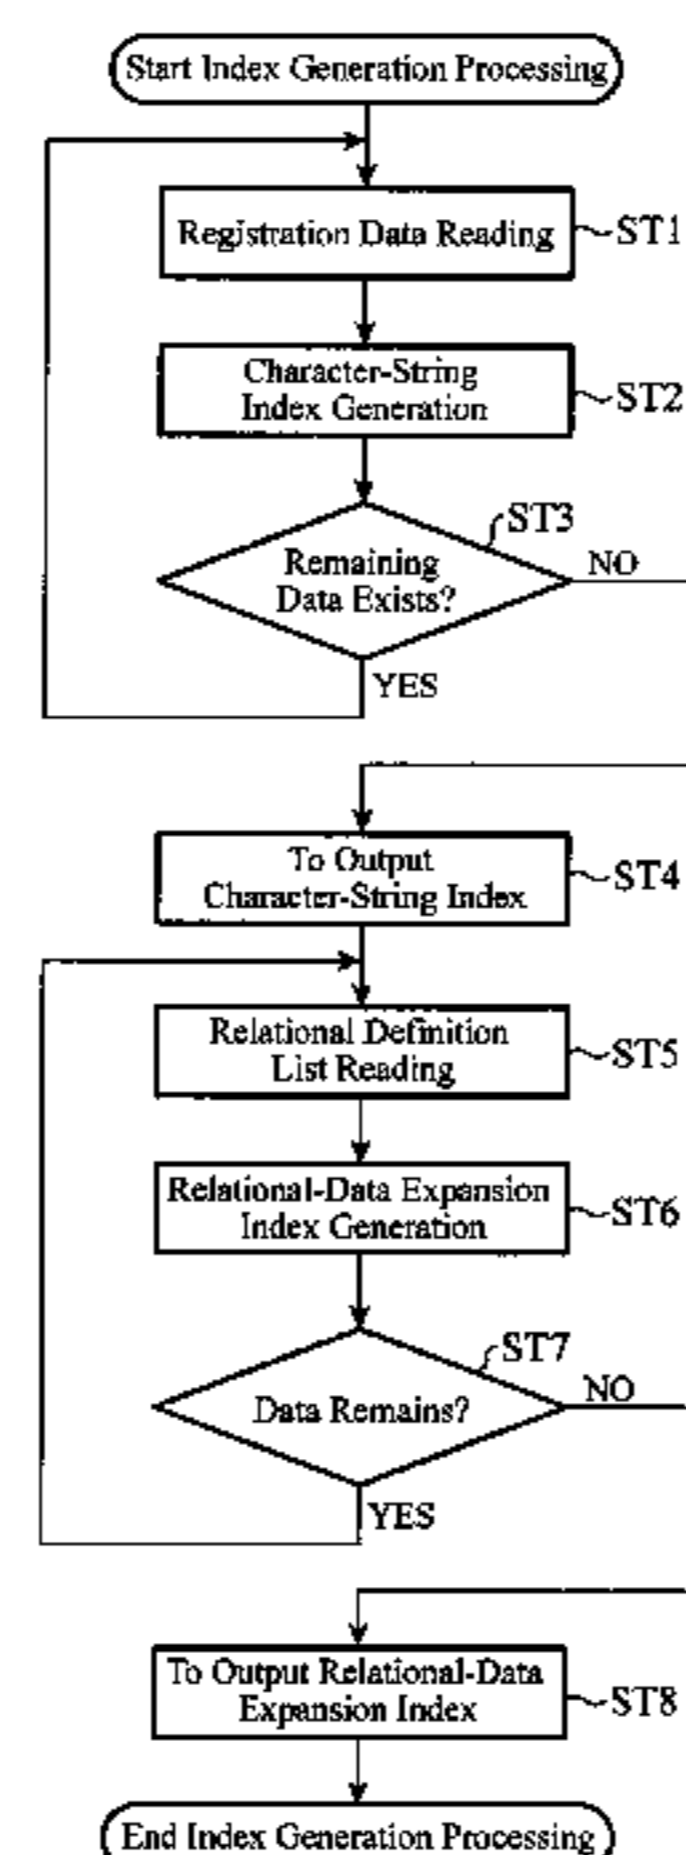 Start Index Generation Processing
Registration Data Reading
ST1
Character-String
Index Generation
ST2
ST3
Remaining
Data Exists?
NO
YES
To Output
Character-String Index
ST4
Relational Definition
List Reading
ST5
Relational-Data Expansion
Index Generation
ST6
ST7
Data Remains?
NO
YES
To Output Relational-Data
Expansion Index
ST8
End Index Generation Processing